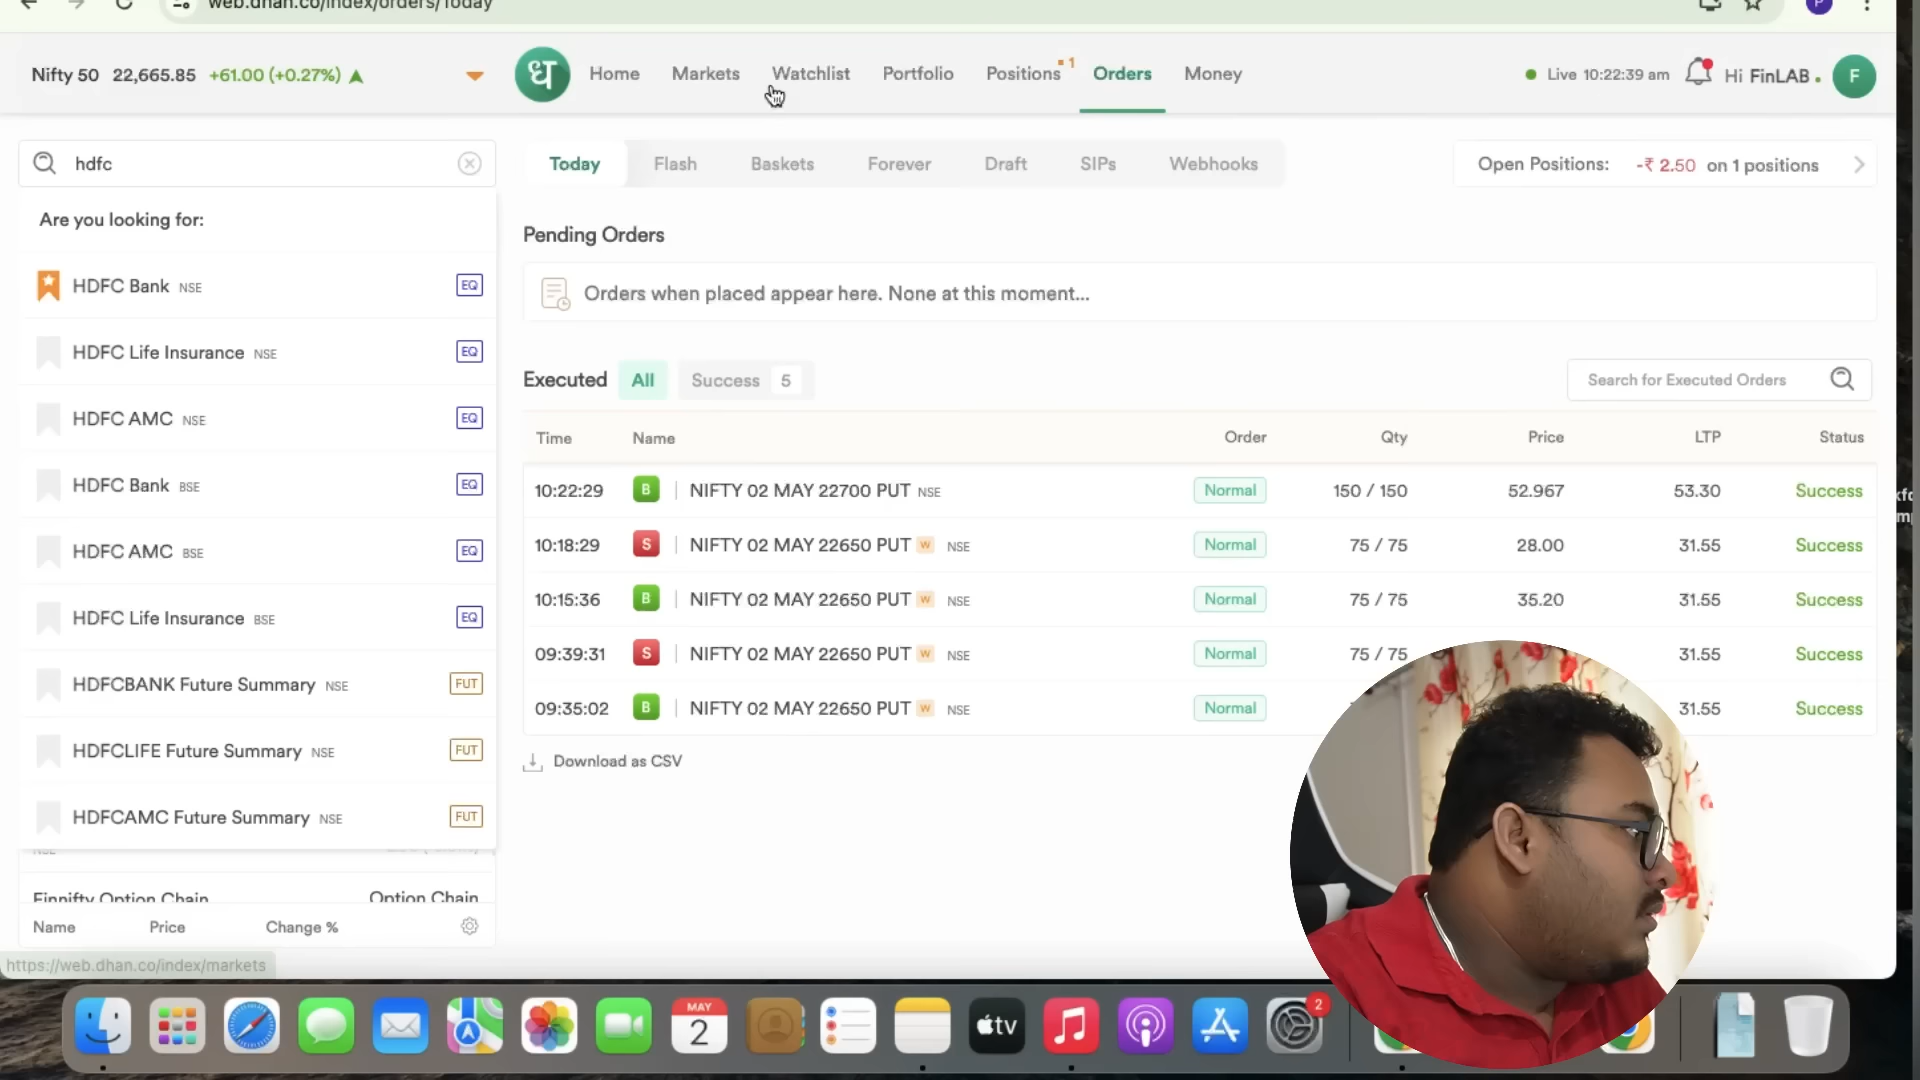 web.dhan.co/index/orders/Today
Nifty 50 22,665.85 +61.00 (+0.27%)
ध
Home Markets Watchlist Portfolio Positions 1 Orders Money
Live 10:22:39 am
Hi FinLAB.
F
hdfc
Today Flash Baskets Forever Draft SIPs Webhooks
Open Positions: -₹ 2.50 on 1 positions
Are you looking for:
HDFC Bank NSE EQ
HDFC Life Insurance NSE EQ
HDFC AMC NSE EQ
HDFC Bank BSE EQ
HDFC AMC BSE EQ
HDFC Life Insurance BSE EQ
HDFCBANK Future Summary NSE FUT
HDFCLIFE Future Summary NSE FUT
HDFCAMC Future Summary NSE FUT
Finnifty Option Chain Option Chain
Name Price Change %
https://web.dhan.co/index/markets
Pending Orders
Orders when placed appear here. None at this moment...
Executed All Success 5
Search for Executed Orders
Time Name Order Qty Price LTP Status
10:22:29 B NIFTY 02 MAY 22700 PUT NSE Normal 150 / 150 52.967 53.30 Success
10:18:29 S NIFTY 02 MAY 22650 PUT W NSE Normal 75 / 75 28.00 31.55 Success
10:15:36 B NIFTY 02 MAY 22650 PUT W NSE Normal 75 / 75 35.20 31.55 Success
09:39:31 S NIFTY 02 MAY 22650 PUT W NSE Normal 75 / 75 31.55 Success
09:35:02 B NIFTY 02 MAY 22650 PUT W NSE Normal 31.55 Success
Download as CSV
MAY
2
tv
2